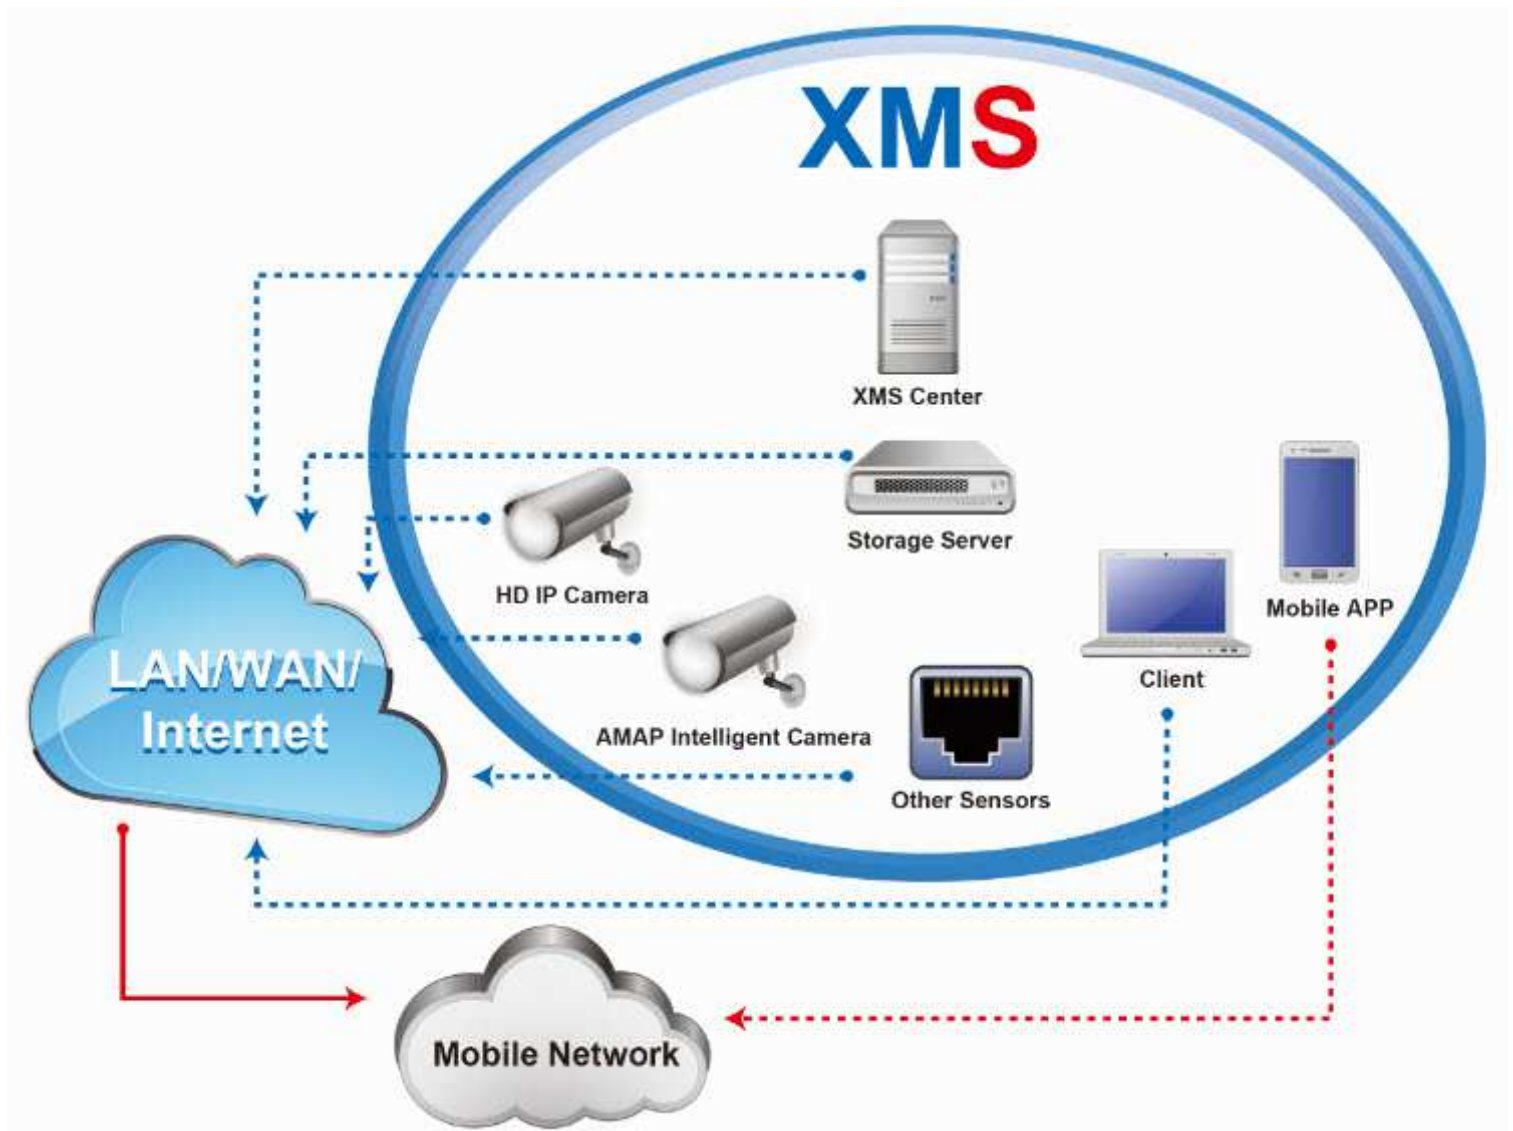 XMS
XMS Center
Storage Server
HD IP Camera
Mobile APP
Client
AMAP Intelligent Camera
Other Sensors
LAN/WAN/
Internet
Mobile Network